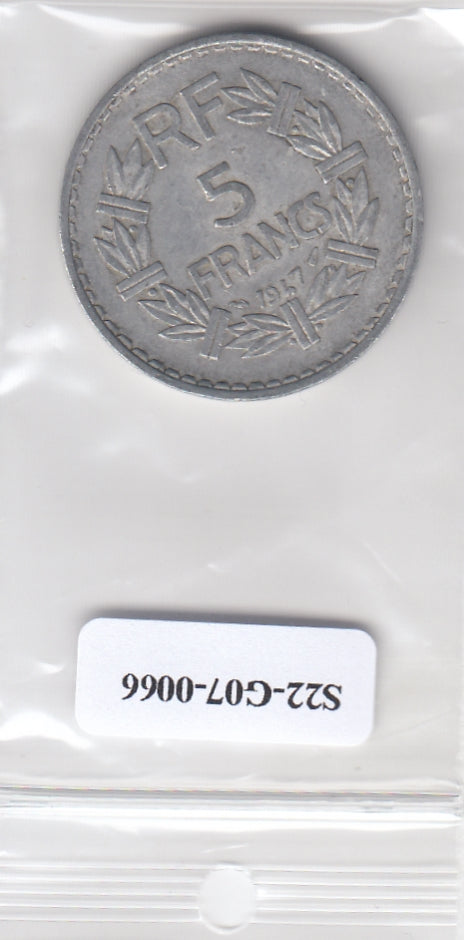 RF
5
FRANCS
1947
S22-G07-0066